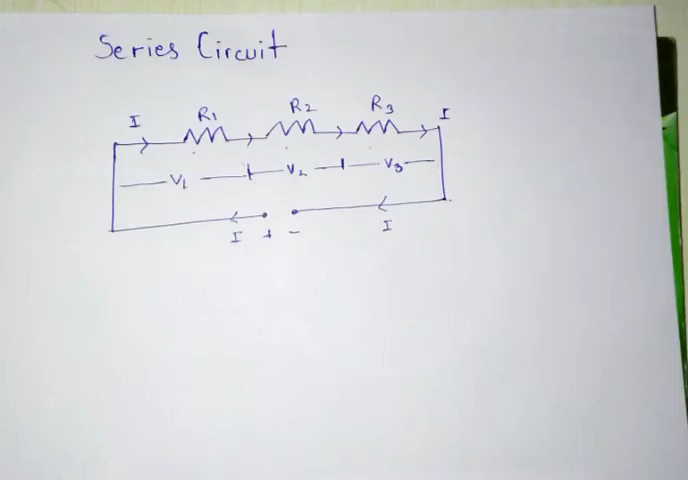 Series Circuit
I R1 R2 R3 I
V1 V2 V3
I + - I